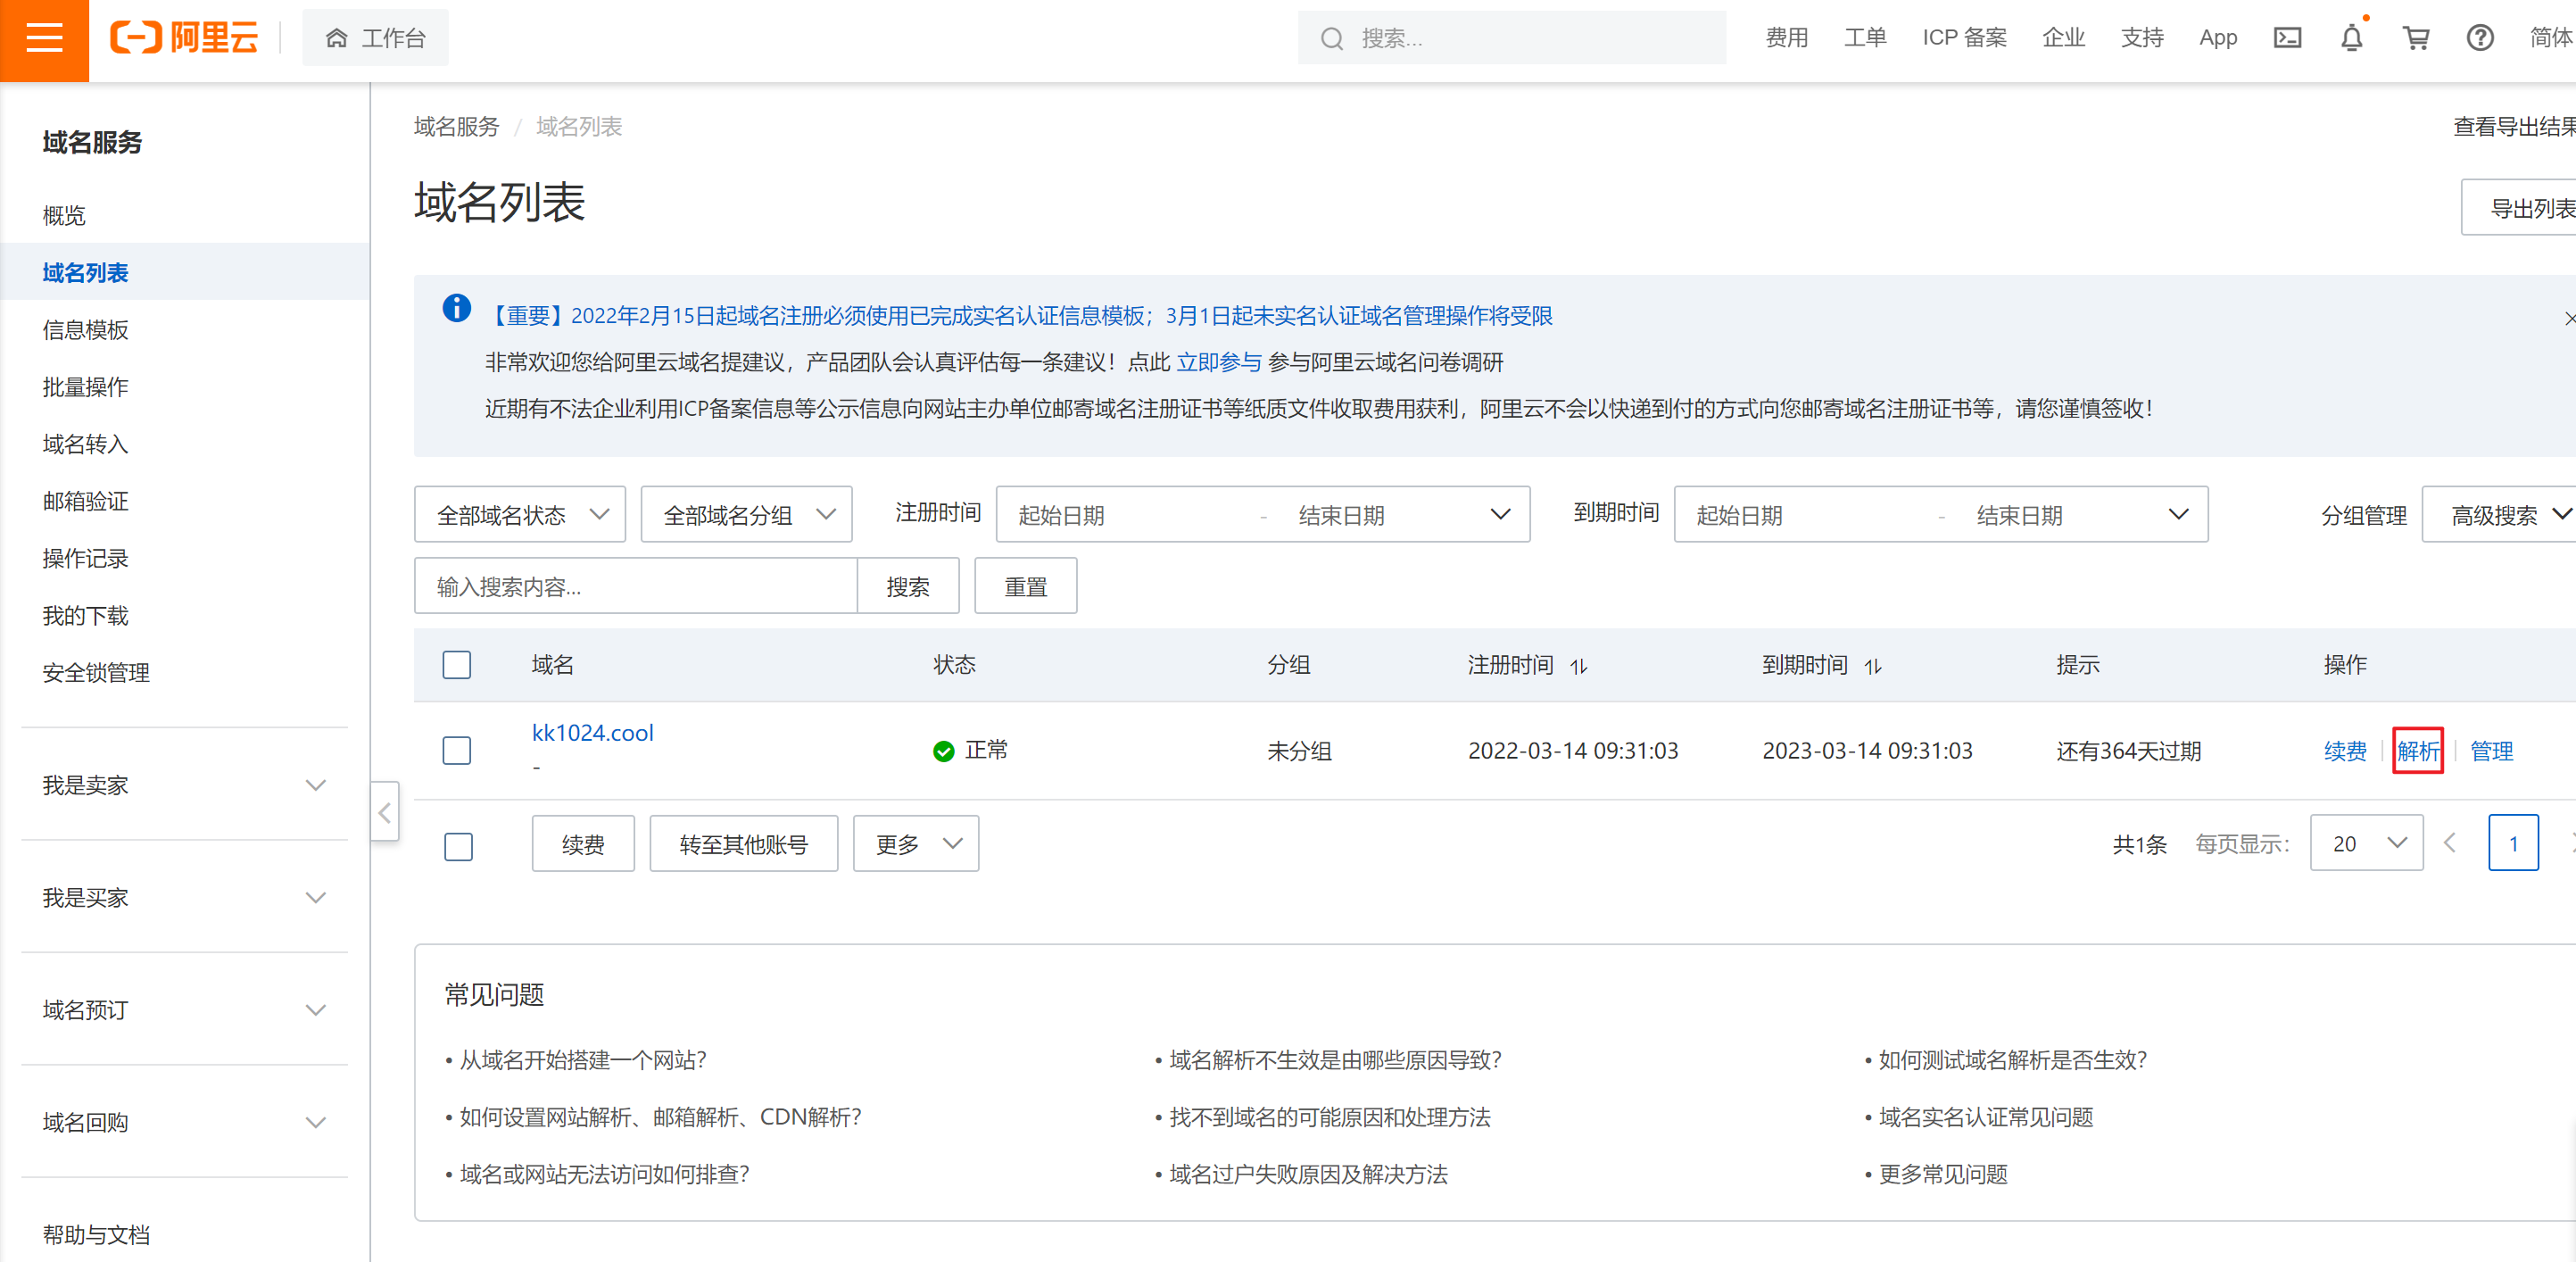 阿里云
工作台
搜索...
费用
工单
ICP 备案
企业
支持
App
简体
域名服务
概览
域名列表
信息模板
批量操作
域名转入
邮箱验证
操作记录
我的下载
安全锁管理
我是卖家
我是买家
域名预订
域名回购
帮助与文档
域名服务 / 域名列表
查看导出结果
域名列表
导出列表
【重要】2022年2月15日起域名注册必须使用已完成实名认证信息模板；3月1日起未实名认证域名管理操作将受限
非常欢迎您给阿里云域名提建议，产品团队会认真评估每一条建议！点此 立即参与 参与阿里云域名问卷调研
近期有不法企业利用ICP备案信息等公示信息向网站主办单位邮寄域名注册证书等纸质文件收取费用获利，阿里云不会以快递到付的方式向您邮寄域名注册证书等，请您谨慎签收！
全部域名状态 全部域名分组 注册时间 起始日期 - 结束日期 到期时间 起始日期 - 结束日期 分组管理 高级搜索
输入搜索内容... 搜索 重置
域名 状态 分组 注册时间 到期时间 提示 操作
kk1024.cool 正常 未分组 2022-03-14 09:31:03 2023-03-14 09:31:03 还有364天过期 续费 解析 管理
-
续费 转至其他账号 更多 共1条 每页显示： 20 1
常见问题
• 从域名开始搭建一个网站？ • 域名解析不生效是由哪些原因导致？ • 如何测试域名解析是否生效？
• 如何设置网站解析、邮箱解析、CDN解析？ • 找不到域名的可能原因和处理方法 • 域名实名认证常见问题
• 域名或网站无法访问如何排查？ • 域名过户失败原因及解决方法 • 更多常见问题